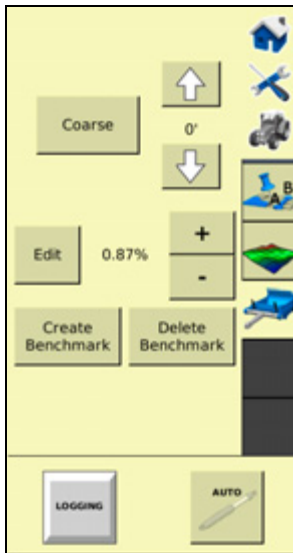 Coarse
0'
A B
Edit
0.87%
+
-
Create
Benchmark
Delete
Benchmark
LOGGING
AUTO